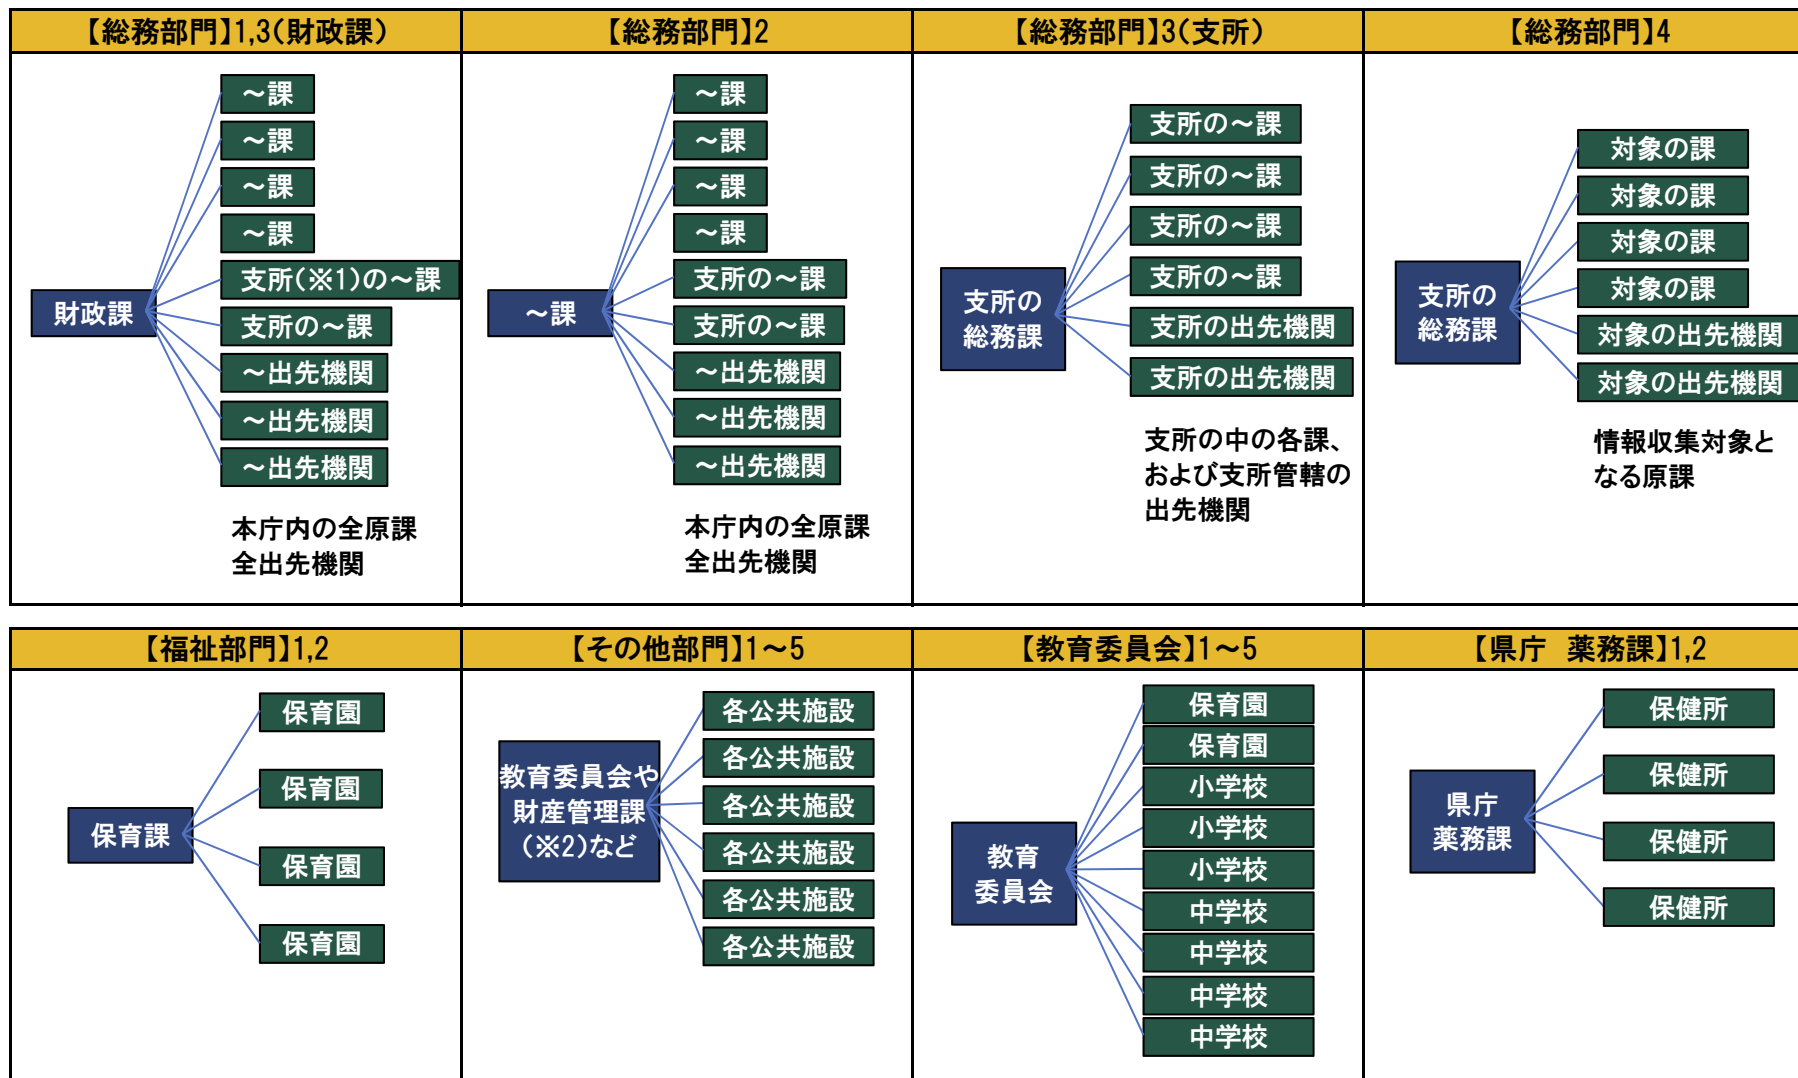 【総務部門】1,3(財政課)
~課
~課
~課
~課
支所(※1)の~課
支所の~課
~出先機関
~出先機関
~出先機関
財政課
本庁内の全原課
全出先機関
【総務部門】2
~課
~課
~課
~課
支所の~課
支所の~課
~出先機関
~出先機関
~出先機関
~課
本庁内の全原課
全出先機関
【総務部門】3(支所)
支所の~課
支所の~課
支所の~課
支所の~課
支所の出先機関
支所の出先機関
支所の
総務課
支所の中の各課、
および支所管轄の
出先機関
【総務部門】4
対象の課
対象の課
対象の課
対象の課
対象の出先機関
対象の出先機関
支所の
総務課
情報収集対象と
なる原課
【福祉部門】1,2
保育園
保育園
保育園
保育園
保育課
【その他部門】1~5
各公共施設
各公共施設
各公共施設
各公共施設
各公共施設
各公共施設
教育委員会や
財産管理課
(※2)など
【教育委員会】1~5
保育園
保育園
小学校
小学校
小学校
中学校
中学校
中学校
中学校
教育
委員会
【県庁 薬務課】1,2
保健所
保健所
保健所
保健所
県庁
薬務課